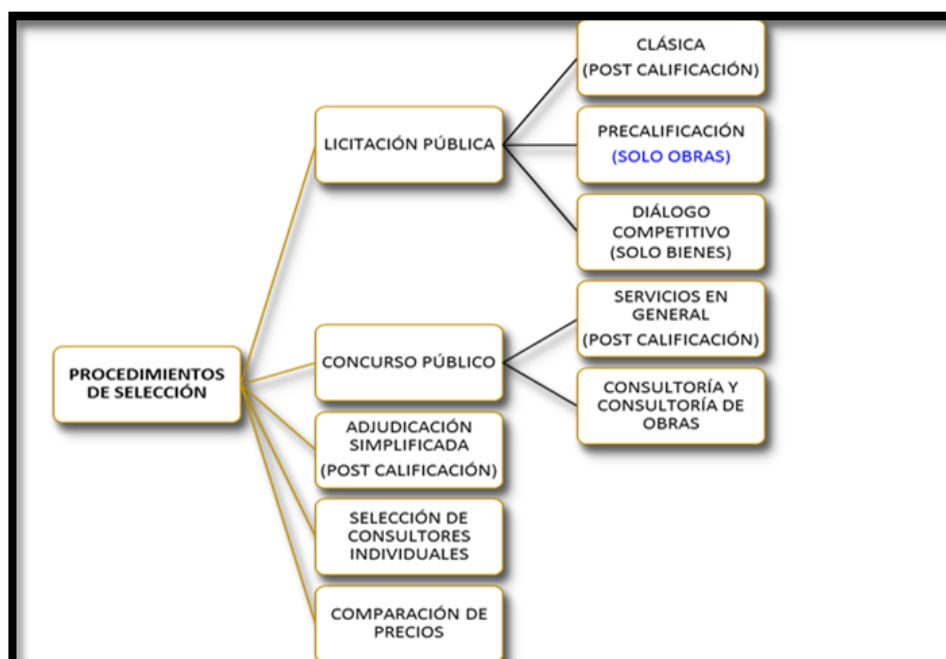 PROCEDIMIENTOS
DE SELECCIÓN
LICITACIÓN PÚBLICA
CLÁSICA
(POST CALIFICACIÓN)
PRECALIFICACIÓN
(SOLO OBRAS)
DIÁLOGO
COMPETITIVO
(SOLO BIENES)
CONCURSO PÚBLICO
SERVICIOS EN
GENERAL
(POST CALIFICACIÓN)
CONSULTORÍA Y
CONSULTORÍA DE
OBRAS
ADJUDICACIÓN
SIMPLIFICADA
(POST CALIFICACIÓN)
SELECCIÓN DE
CONSULTORES
INDIVIDUALES
COMPARACIÓN DE
PRECIOS